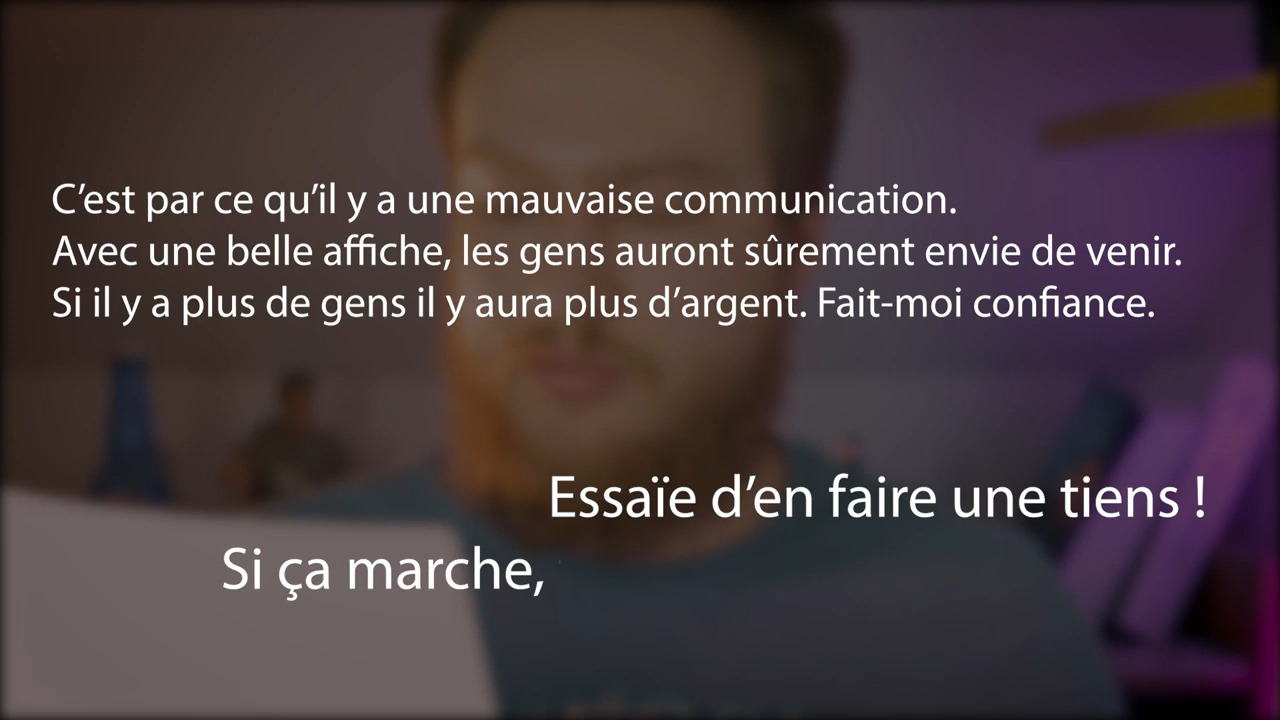 C’est par ce qu’il y a une mauvaise communication.
Avec une belle affiche, les gens auront sûrement envie de venir.
Si il y a plus de gens il y aura plus d’argent. Fait-moi confiance.
Essaïe d’en faire une tiens !
Si ça marche,